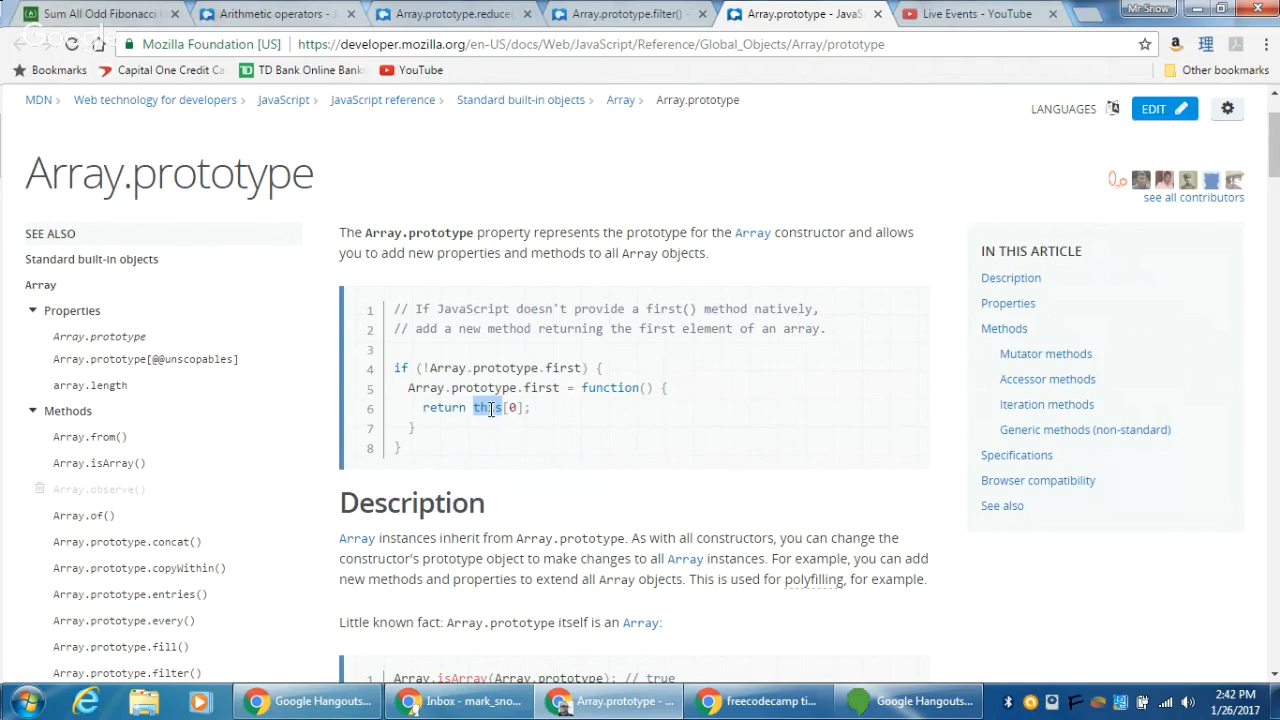 Sum All Odd Fibonacci
Arithmetic operators -
Array.prototype.reduce
Array.prototype.filter() -
Array.prototype - JavaS
Live Events - YouTube
Mr Snow
Google
Mozilla Foundation [US]
https://developer.mozilla.org/en-US/docs/Web/JavaScript/Reference/Global_Objects/Array/prototype
Bookmarks
Capital One Credit Ca
TD Bank Online Bank
YouTube
Other bookmarks
MDN
Web technology for developers
JavaScript
JavaScript reference
Standard built-in objects
Array
Array.prototype
LANGUAGES
EDIT
Array.prototype
see all contributors
SEE ALSO
Standard built-in objects
Array
Properties
Array.prototype
Array.prototype[@@unscopables]
array.length
Methods
Array.from()
Array.isArray()
Array.observe()
Array.of()
Array.prototype.concat()
Array.prototype.copyWithin()
Array.prototype.entries()
Array.prototype.every()
Array.prototype.fill()
Array.prototype.filter()
The Array.prototype property represents the prototype for the Array constructor and allows
you to add new properties and methods to all Array objects.
1 // If JavaScript doesn't provide a first() method natively,
2 // add a new method returning the first element of an array.
3
4 if (!Array.prototype.first) {
5 Array.prototype.first = function() {
6 return this[0];
7 }
8 }
Description
Array instances inherit from Array.prototype. As with all constructors, you can change the
constructor's prototype object to make changes to all Array instances. For example, you can add
new methods and properties to extend all Array objects. This is used for polyfilling, for example.
Little known fact: Array.prototype itself is an Array:
1 Array.isArray(Array.prototype); // true
IN THIS ARTICLE
Description
Properties
Methods
Mutator methods
Accessor methods
Iteration methods
Generic methods (non-standard)
Specifications
Browser compatibility
See also
Google Hangouts...
Inbox - mark_sno...
Array.prototype - ...
freecodecamp ti...
Google Hangouts...
2:42 PM
1/26/2017